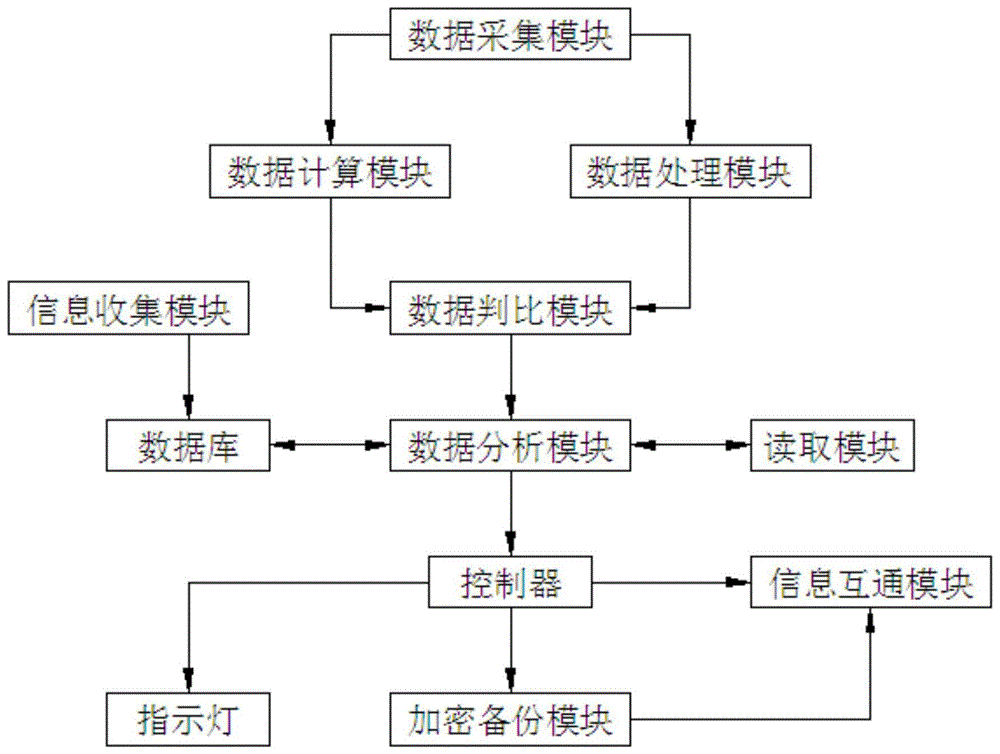 数据采集模块
数据计算模块
数据处理模块
信息收集模块
数据判比模块
数据库
数据分析模块
读取模块
控制器
信息互通模块
指示灯
加密备份模块